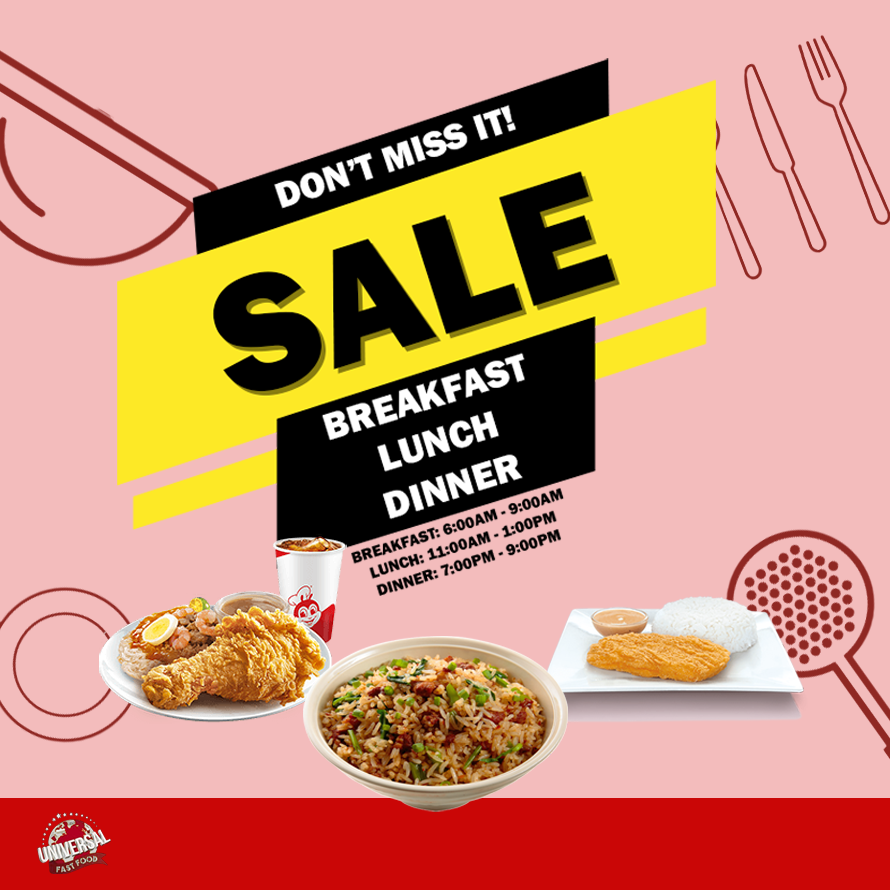 DON'T MISS IT!
SALE
BREAKFAST
LUNCH
DINNER
BREAKFAST: 6:00AM - 9:00AM
LUNCH: 11:00AM - 1:00PM
DINNER: 7:00PM - 9:00PM
UNIVERSAL
FAST FOOD